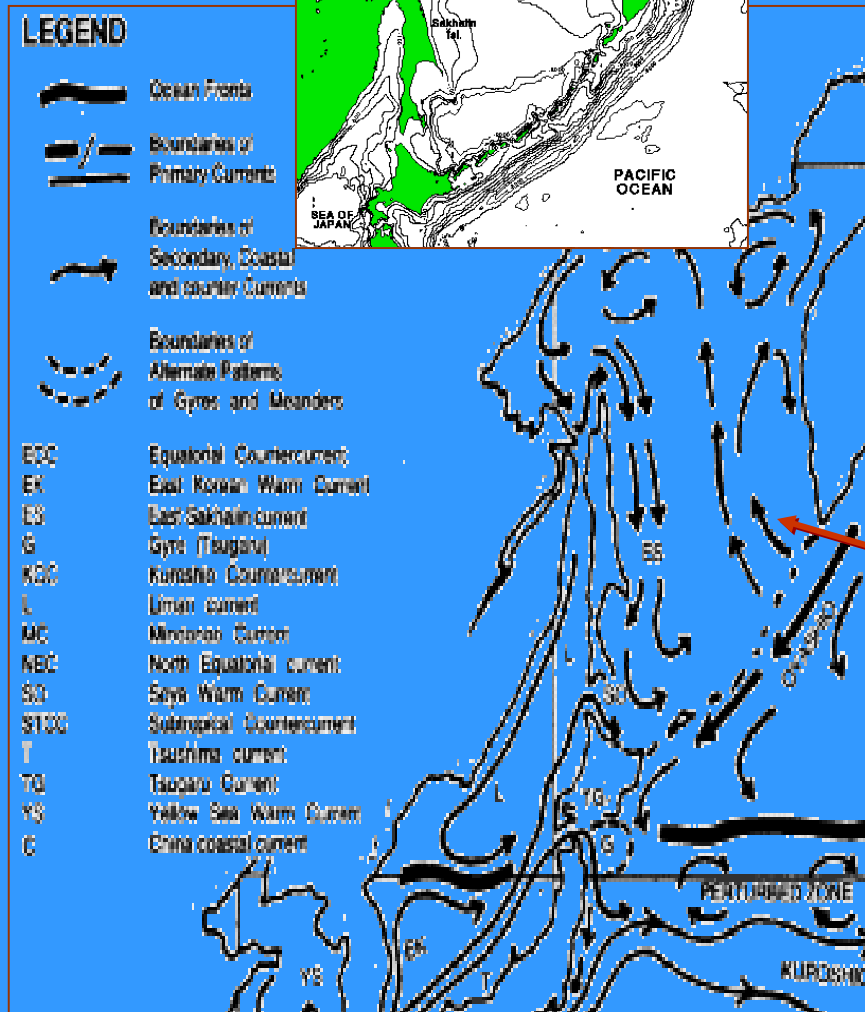 LEGEND
Ocean Fronts
Boundaries of
Primary Currents
Boundaries of
Secondary, Coastal
and counter Currents
Boundaries of
Alternate Patterns
of Gyres and Meanders
ECC Equatorial Countercurrent
EK East Korean Warm Current
ES East Sakhalin current
G Gyre (Tsugaru)
KCC Kuroshio Countercurrent
L Liman current
MC Mindanao Current
NEC North Equatorial current
SO Soya Warm Current
STCC Subtropical Countercurrent
T Tsushima current
TG Tsugaru Current
YS Yellow Sea Warm Current
C China coastal current
Sakhalin
Isl.
PACIFIC
OCEAN
SEA OF
JAPAN
ES
OYASHIO
L
SO
L
TG
G
PERTURBED ZONE
EK
YS
T
KUROSHIO